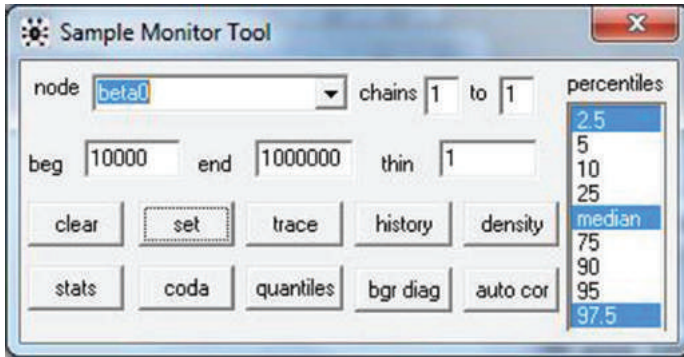 Sample Monitor Tool
node beta0 chains 1 to 1 percentiles
beg 10000 end 1000000 thin 1
2.5
5
10
25
median
75
90
95
97.5
clear set trace history density
stats coda quantiles bgr diag auto cor